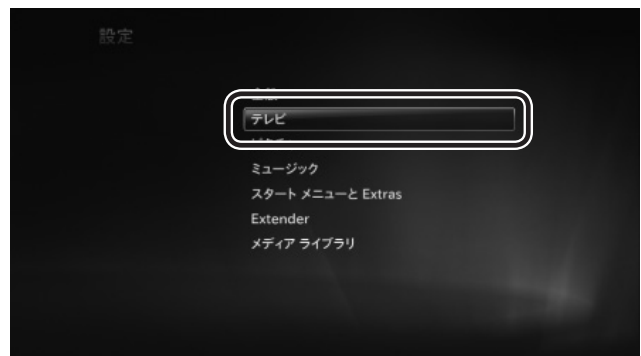 設定
テレビ
ミュージック
スタート メニューと Extras
Extender
メディア ライブラリ